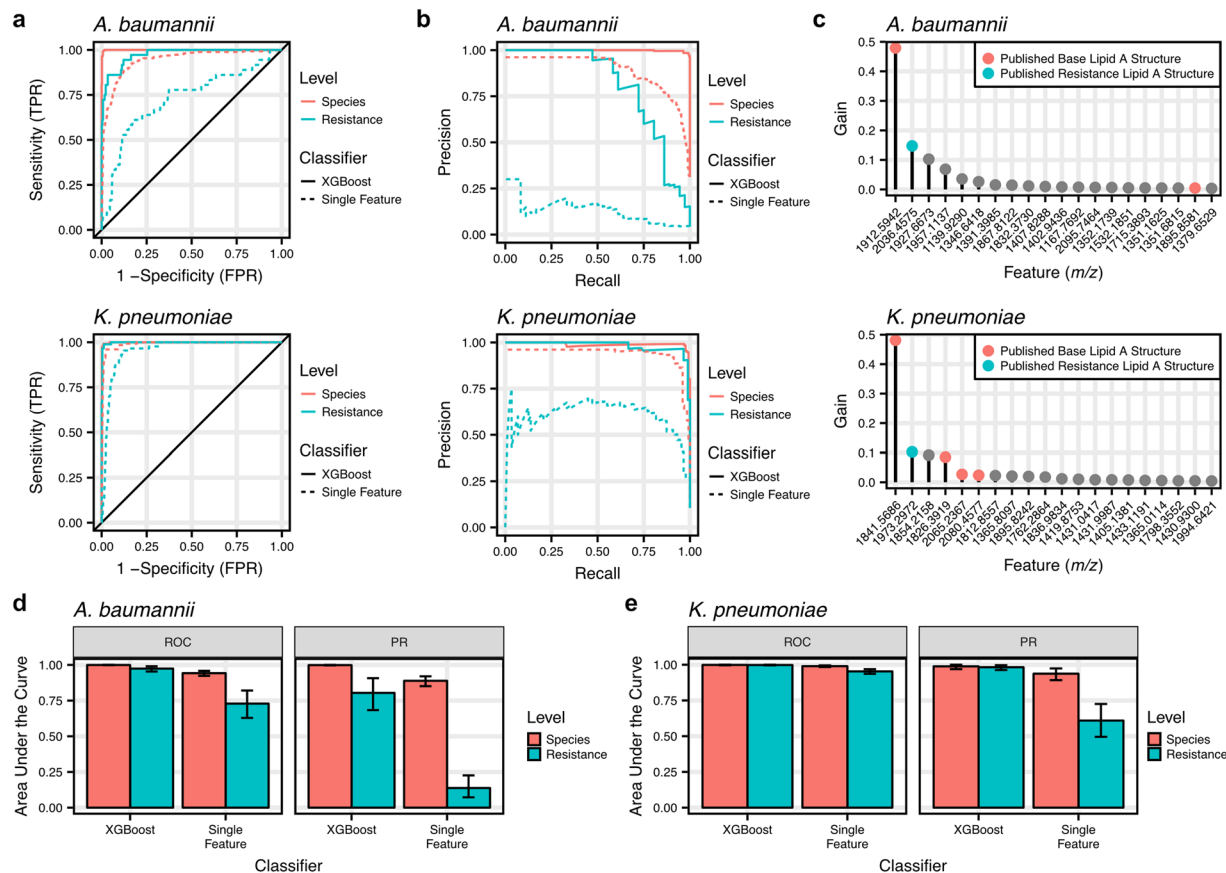 a
A. baumannii
1.00
0.75
0.50
0.25
0.00
Sensitivity (TPR)
0.00 0.25 0.50 0.75 1.00
1 −Specificity (FPR)
Level
Species
Resistance
Classifier
XGBoost
Single Feature
K. pneumoniae
1.00
0.75
0.50
0.25
0.00
Sensitivity (TPR)
0.00 0.25 0.50 0.75 1.00
1 −Specificity (FPR)
Level
Species
Resistance
Classifier
XGBoost
Single Feature
b
A. baumannii
1.00
0.75
0.50
0.25
0.00
Precision
0.00 0.25 0.50 0.75 1.00
Recall
Level
Species
Resistance
Classifier
XGBoost
Single Feature
K. pneumoniae
1.00
0.75
0.50
0.25
0.00
Precision
0.00 0.25 0.50 0.75 1.00
Recall
Level
Species
Resistance
Classifier
XGBoost
Single Feature
c
A. baumannii
0.5
0.4
0.3
0.2
0.1
0.0
Gain
Published Base Lipid A Structure
Published Resistance Lipid A Structure
1912.5942
2036.4575
1927.6673
1957.1137
1139.9290
1346.6418
1391.3985
1867.8122
1832.3730
1407.8288
1402.9436
1167.7692
2095.7464
1352.1739
1532.1851
1715.3893
1351.1625
1351.6815
1895.8581
1379.6529
Feature (m/z)
K. pneumoniae
0.5
0.4
0.3
0.2
0.1
0.0
Gain
Published Base Lipid A Structure
Published Resistance Lipid A Structure
1841.5686
1973.2972
1854.2158
1826.3919
2065.2367
2080.4577
1812.8557
1365.8097
1895.8242
1762.2864
1836.9834
1419.8753
1431.0417
1431.9987
1405.1381
1433.1191
1365.0114
1798.3552
1430.9300
1994.6421
Feature (m/z)
d
A. baumannii
ROC
PR
1.00
0.75
0.50
0.25
0.00
Area Under the Curve
XGBoost
Single
Feature
XGBoost
Single
Feature
Classifier
Level
Species
Resistance
e
K. pneumoniae
ROC
PR
1.00
0.75
0.50
0.25
0.00
Area Under the Curve
XGBoost
Single
Feature
XGBoost
Single
Feature
Classifier
Level
Species
Resistance